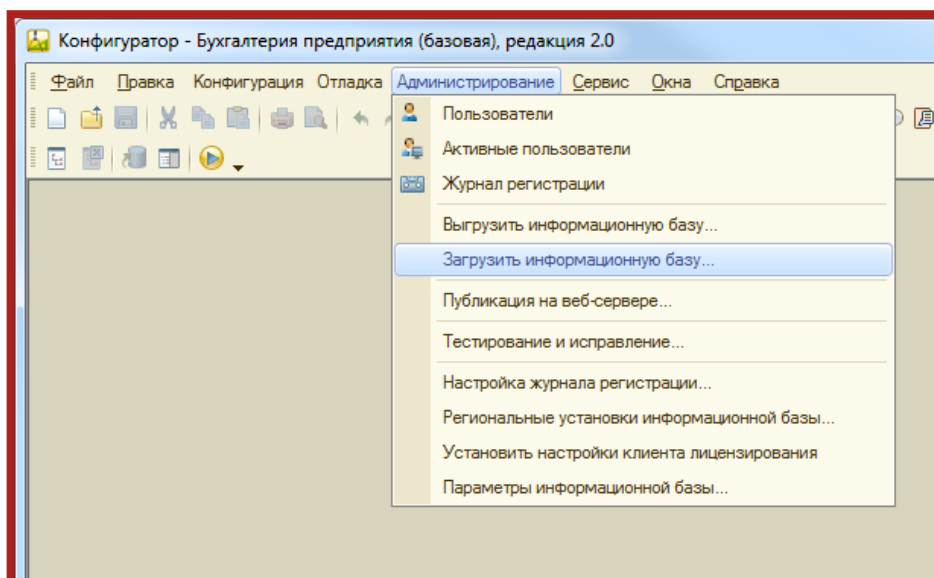 Конфигуратор - Бухгалтерия предприятия (базовая), редакция 2.0
Файл Правка Конфигурация Отладка Администрирование Сервис Окна Справка
Пользователи
Активные пользователи
Журнал регистрации
Выгрузить информационную базу...
Загрузить информационную базу...
Публикация на веб-сервере...
Тестирование и исправление...
Настройка журнала регистрации...
Региональные установки информационной базы...
Установить настройки клиента лицензирования
Параметры информационной базы...